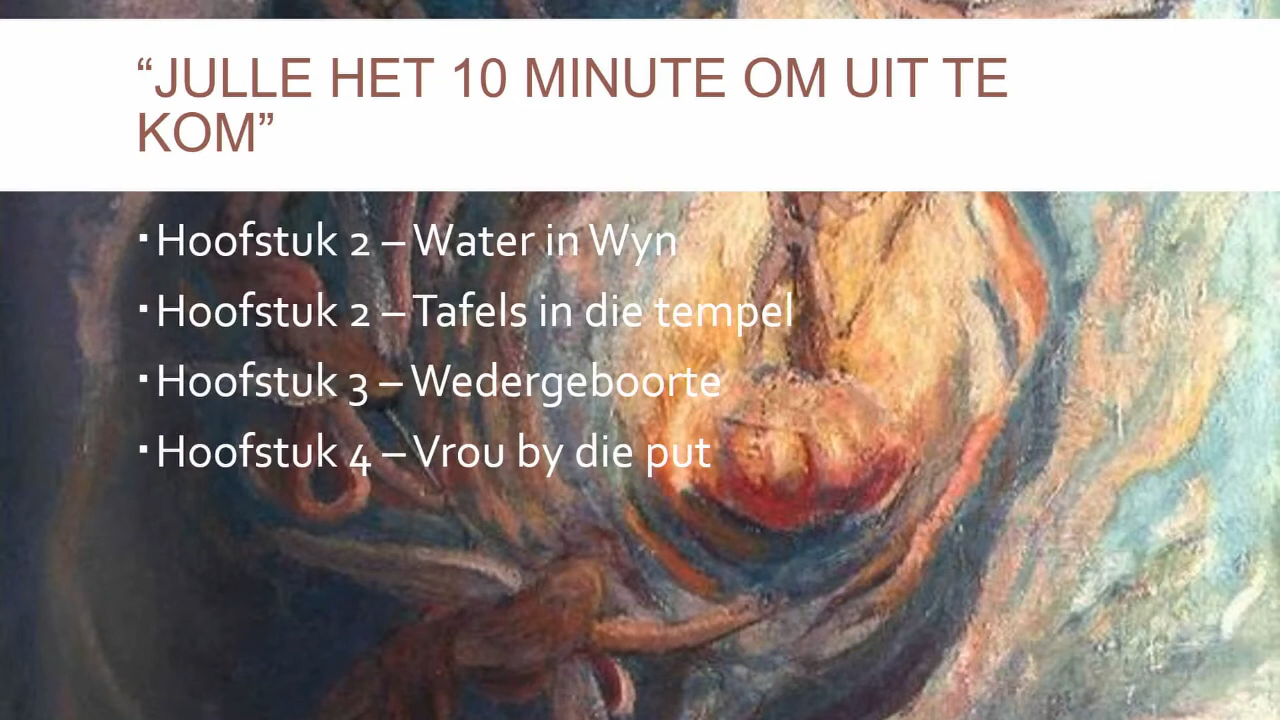 “JULLE HET 10 MINUTE OM UIT TE
KOM”
▪Hoofstuk 2 – Water in Wyn
▪Hoofstuk 2 – Tafels in die tempel
▪Hoofstuk 3 – Wedergeboorte
▪Hoofstuk 4 – Vrou by die put